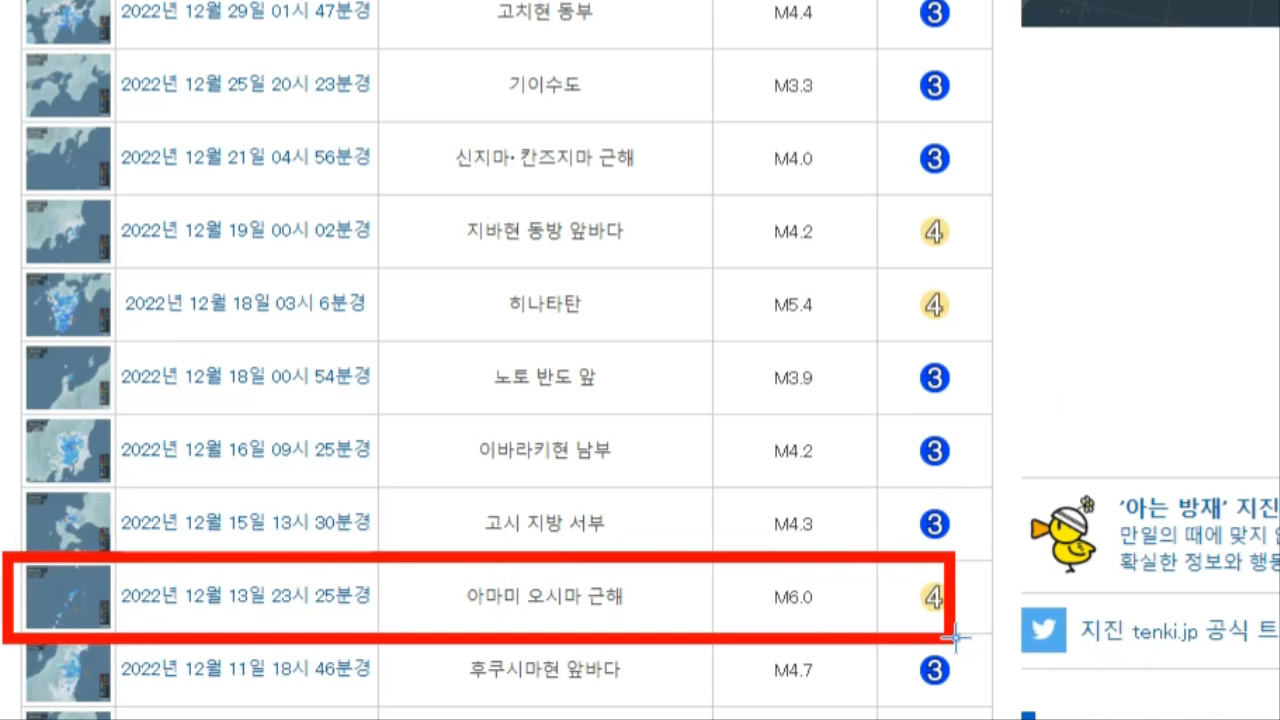 2022년 12월 29일 01시 47분경 고치현 동부 M4.4 3
2022년 12월 25일 20시 23분경 기이수도 M3.3 3
2022년 12월 21일 04시 56분경 신지마·칸즈지마 근해 M4.0 3
2022년 12월 19일 00시 02분경 지바현 동방 앞바다 M4.2 4
2022년 12월 18일 03시 6분경 히나타탄 M5.4 4
2022년 12월 18일 00시 54분경 노토 반도 앞 M3.9 3
2022년 12월 16일 09시 25분경 이바라키현 남부 M4.2 3
2022년 12월 15일 13시 30분경 고시 지방 서부 M4.3 3
2022년 12월 13일 23시 25분경 아마미 오시마 근해 M6.0 4
2022년 12월 11일 18시 46분경 후쿠시마현 앞바다 M4.7 3
'아는 방재' 지진
만일의 때에 맞지
확실한 정보와 행동
지진 tenki.jp 공식 트